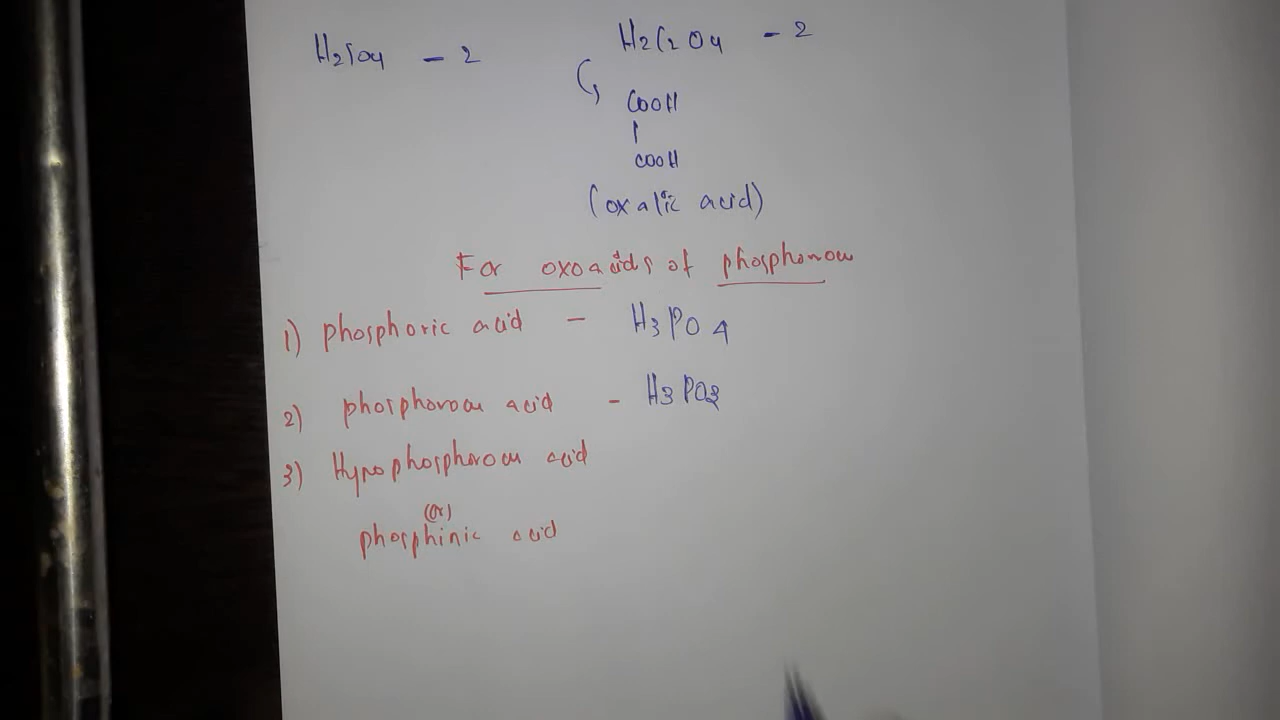 H2SO4 - 2
H2C2O4 - 2
COOH
|
COOH
(oxalic acid)
For oxoacids of phosphorous
1) phosphoric acid - H3PO4
2) phosphorous acid - H3PO3
3) Hypophosphorous acid
(or)
phosphinic acid